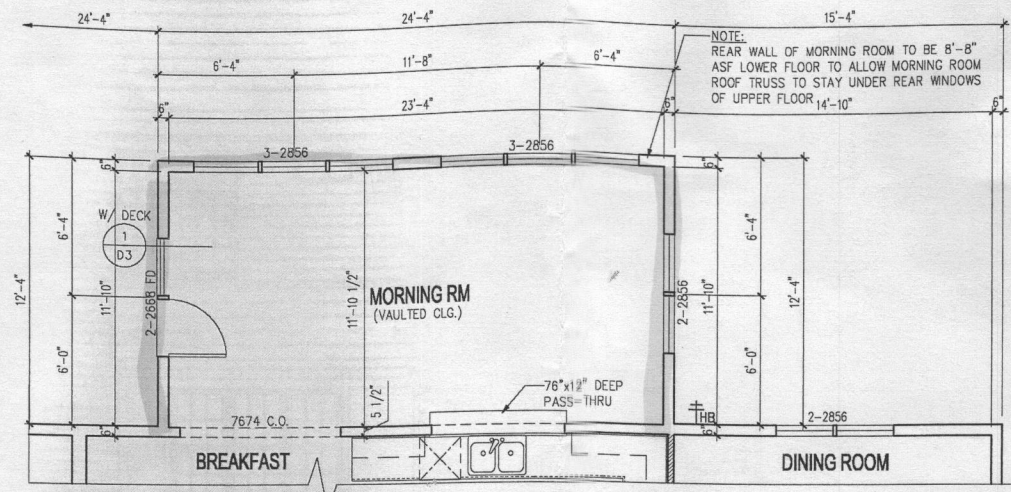 24'-4"
24'-4"
15'-4"
NOTE:
REAR WALL OF MORNING ROOM TO BE 8'-8"
ASF LOWER FLOOR TO ALLOW MORNING ROOM
ROOF TRUSS TO STAY UNDER REAR WINDOWS
OF UPPER FLOOR
6'-4"
11'-8"
6'-4"
6"
23'-4"
6"
14'-10"
6"
3-2856
3-2856
6"
6"
W/ DECK
1
D3
6'-4"
12'-4"
11'-10"
6'-0"
2-2668 FD
11'-10 1/2"
MORNING RM
(VAULTED CLG.)
2-2856
11'-10"
6'-4"
6'-0"
12'-4"
5 1/2"
76"x12" DEEP
PASS=THRU
7674 C.O.
HB
2-2856
6"
6"
BREAKFAST
DINING ROOM